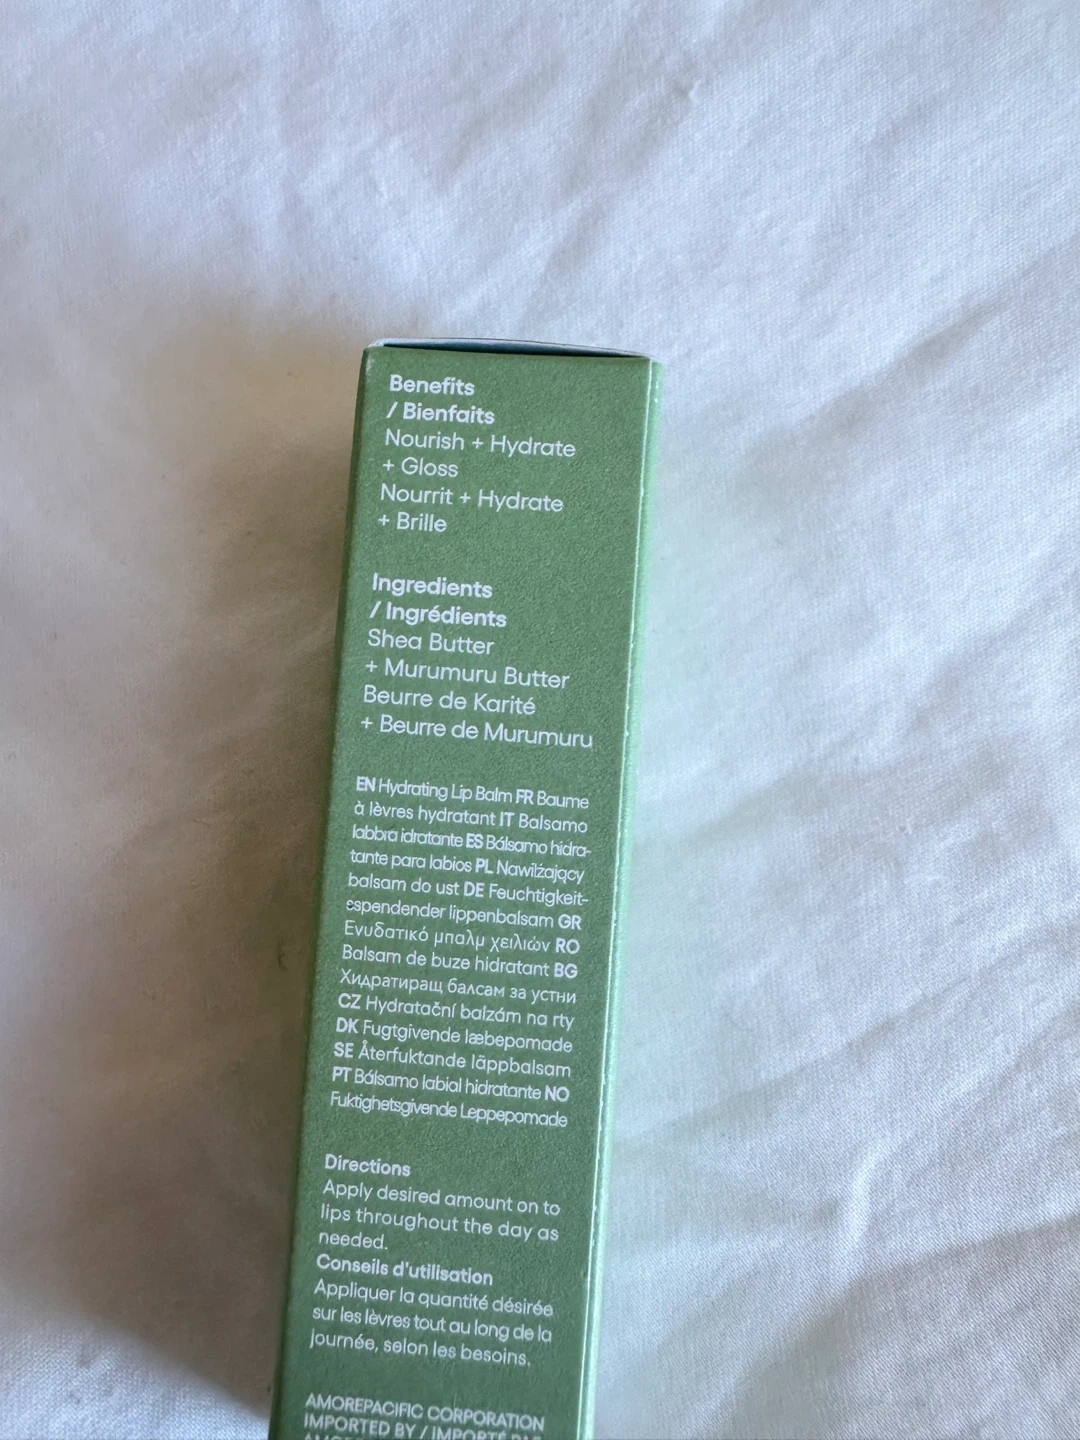 Benefits
/ Bienfaits
Nourish + Hydrate
+ Gloss
Nourrit + Hydrate
+ Brille
Ingredients
/ Ingrédients
Shea Butter
+ Murumuru Butter
Beurre de Karité
+ Beurre de Murumuru
EN Hydrating Lip Balm FR Baume
à lèvres hydratant IT Balsamo
labbra idratante ES Bálsamo hidra-
tante para labios PL Nawilżający
balsam do ust DE Feuchtigkeit-
espendender lippenbalsam GR
Ενυδατικό μπαλμ χειλιών RO
Balsam de buze hidratant BG
Хидратиращ балсам за устни
CZ Hydratační balzám na rty
DK Fugtgivende læbepomade
SE Återfuktande läppbalsam
PT Bálsamo labial hidratante NO
Fuktighetsgivende Leppepomade
Directions
Apply desired amount on to
lips throughout the day as
needed.
Conseils d'utilisation
Appliquer la quantité désirée
sur les lèvres tout au long de la
journée, selon les besoins.
AMOREPACIFIC CORPORATION
IMPORTED BY / IMPORTÉ PAR